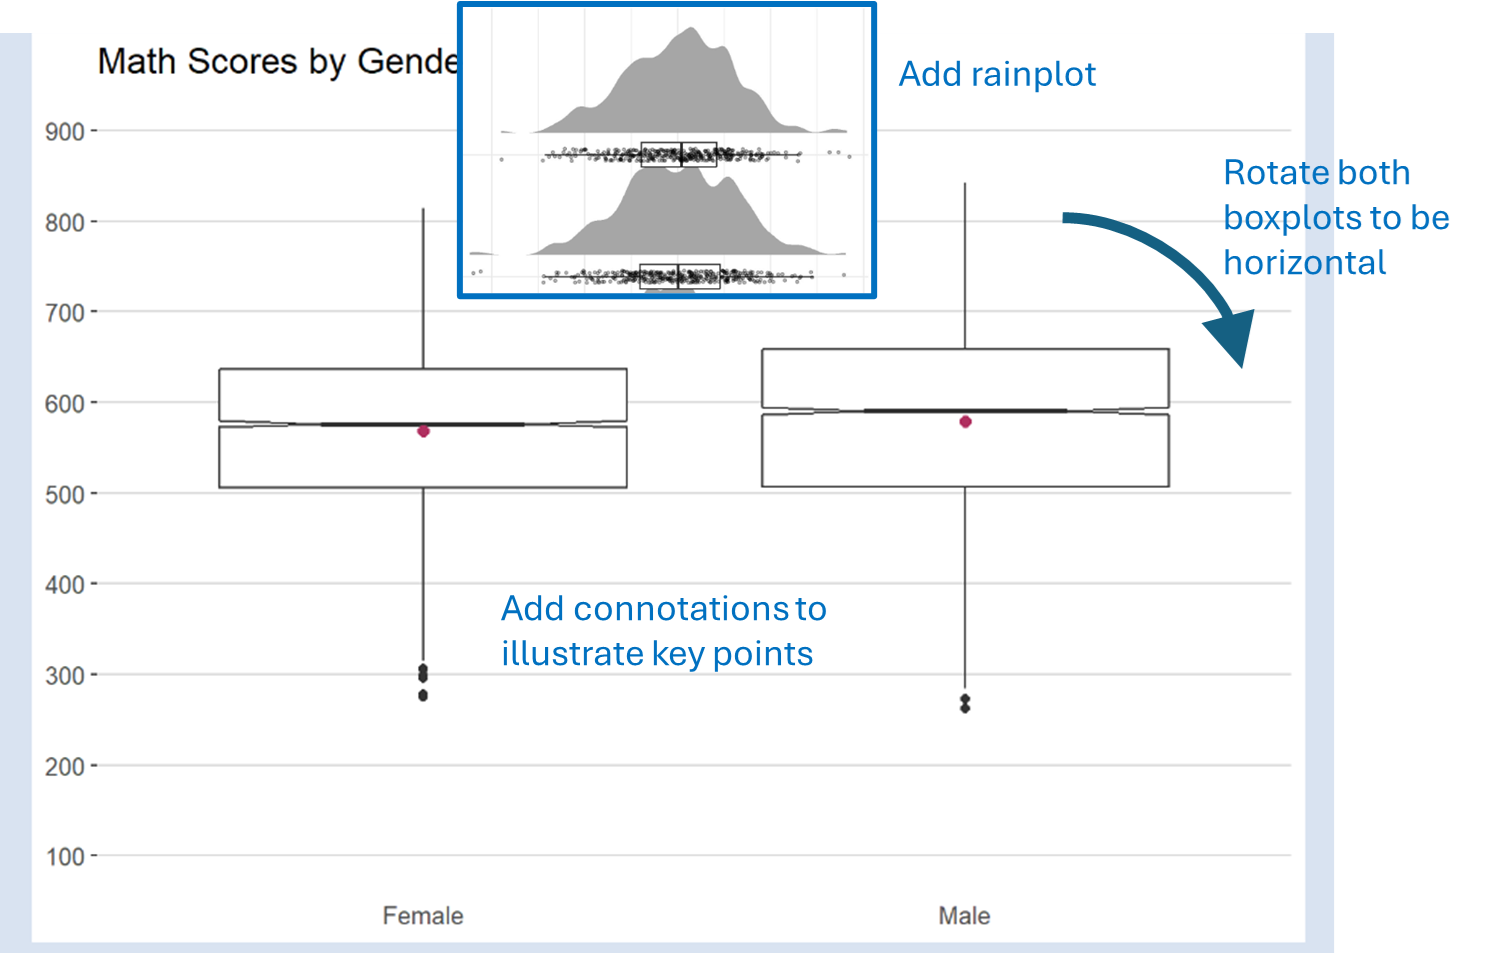 Math Scores by Gende
Add rainplot
Rotate both
boxplots to be
horizontal
900
800
700
600
500
400
300
200
100
Add connotations to
illustrate key points
Female
Male